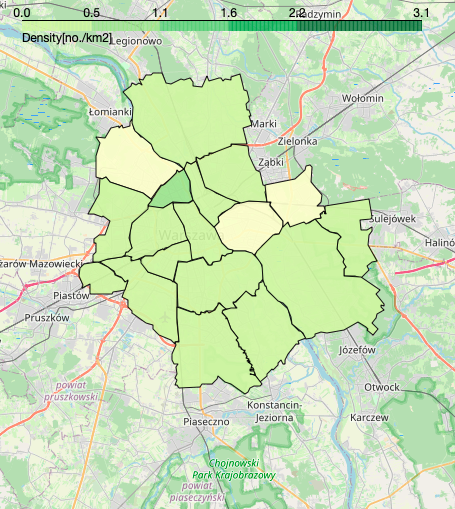 0.0 0.5 1.1 1.6 2.2 3.1
Density[no./km2]
Legionowo
Łomianki
Wołomin
Marki
Zielonka
Ząbki
Sulejówek
Halinó
żarów Mazowiecki
Piastów
Pruszków
Józefów
powiat
pruszkowski
Otwock
Konstancin-
Jeziorna
Karczew
Piaseczno
Chojnowski
Park Krajobrazowy
powiat
piaseczyński